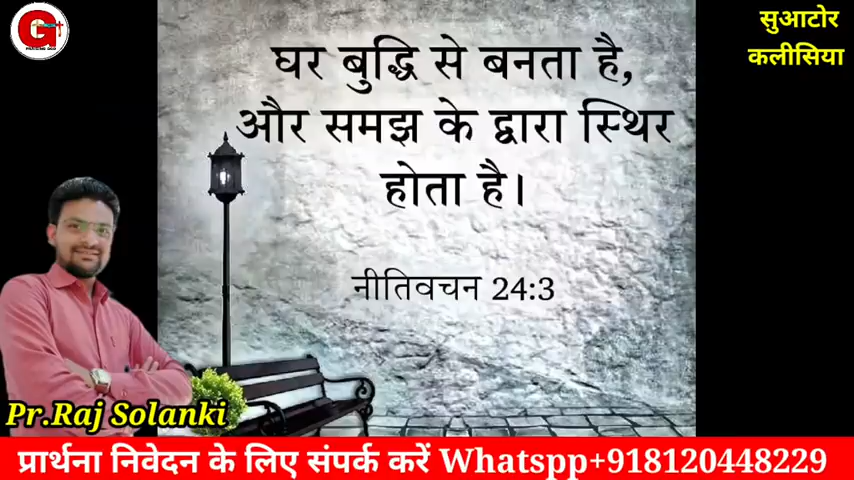 सुआटोर
कलीसिया
घर बुद्धि से बनता है,
और समझ के द्वारा स्थिर
होता है।
नीतिवचन 24:3
Pr.Raj Solanki
प्रार्थना निवेदन के लिए संपर्क करें Whatspp+918120448229